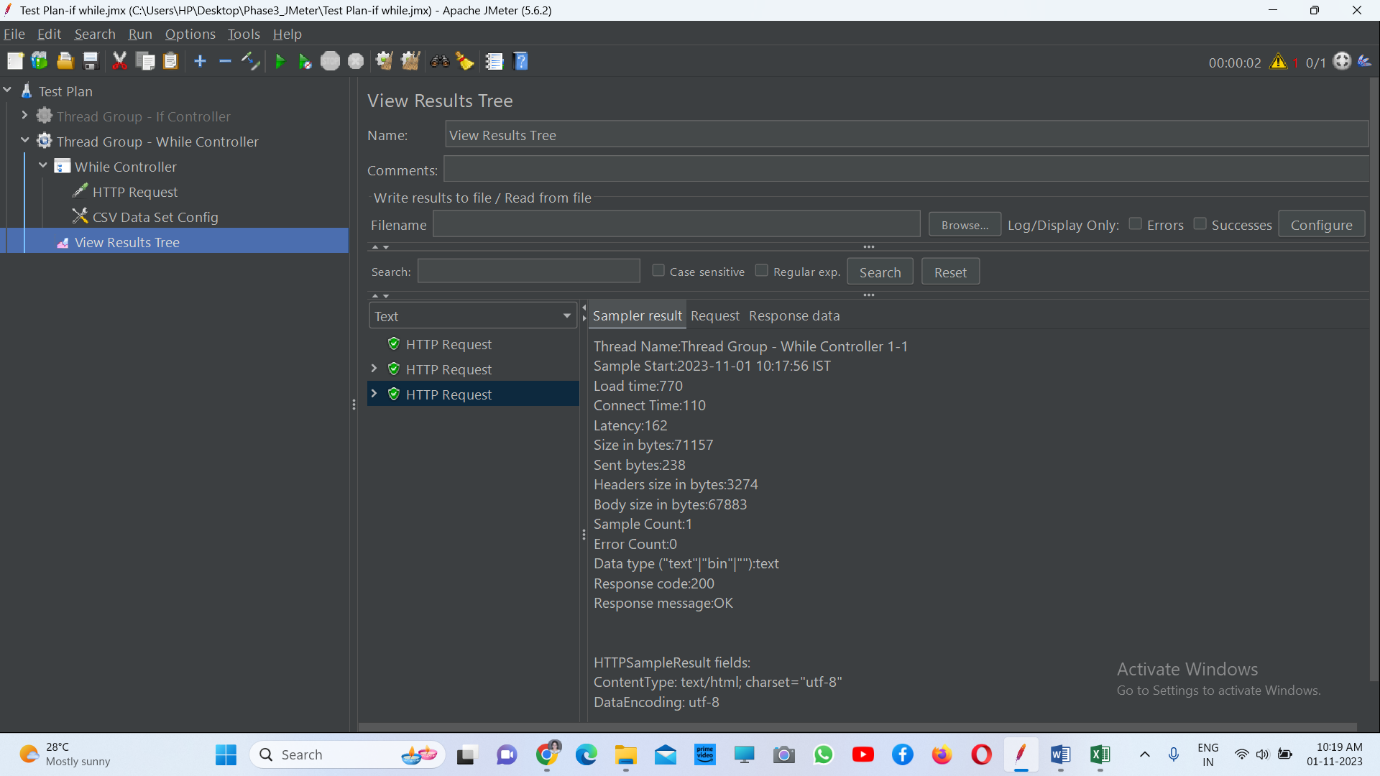 Test Plan-if while.jmx (C:\Users\HP\Desktop\Phase3_JMeter\Test Plan-if while.jmx) - Apache JMeter (5.6.2)
File Edit Search Run Options Tools Help
00:00:02 1 0/1
Test Plan
Thread Group - If Controller
Thread Group - While Controller
While Controller
HTTP Request
CSV Data Set Config
View Results Tree
View Results Tree
Name: View Results Tree
Comments:
Write results to file / Read from file
Filename Browse... Log/Display Only: Errors Successes Configure
Search: Case sensitive Regular exp. Search Reset
Text
HTTP Request
HTTP Request
HTTP Request
Sampler result Request Response data
Thread Name:Thread Group - While Controller 1-1
Sample Start:2023-11-01 10:17:56 IST
Load time:770
Connect Time:110
Latency:162
Size in bytes:71157
Sent bytes:238
Headers size in bytes:3274
Body size in bytes:67883
Sample Count:1
Error Count:0
Data type ("text"|"bin"|""):text
Response code:200
Response message:OK
HTTPSampleResult fields:
ContentType: text/html; charset="utf-8"
DataEncoding: utf-8
Activate Windows
Go to Settings to activate Windows.
28°C
Mostly sunny
Search
prime video
ENG
IN
10:19 AM
01-11-2023